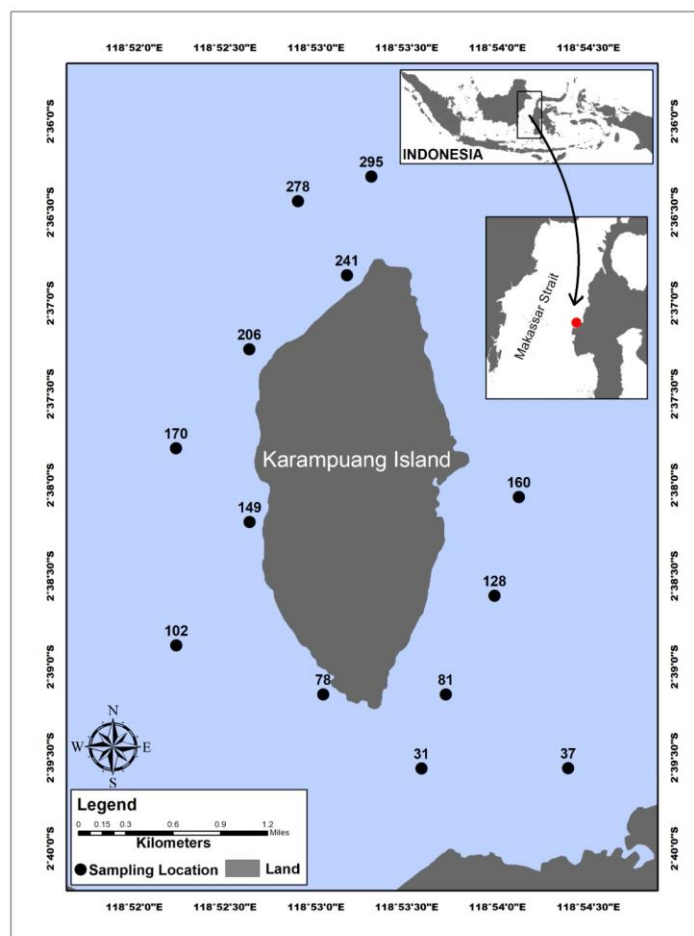 118°52'0"E 118°52'30"E 118°53'0"E 118°53'30"E 118°54'0"E 118°54'30"E
2°36'0"S 2°36'0"S
INDONESIA
295
278
2°36'30"S 2°36'30"S
241
2°37'0"S 2°37'0"S
Makassar Strait
206
2°37'30"S 2°37'30"S
170
Karampuang Island
160
2°38'0"S 2°38'0"S
149
128
2°38'30"S 2°38'30"S
102
78 81
2°39'0"S 2°39'0"S
N
W E
S
31 37
2°39'30"S 2°39'30"S
Legend
0 0.15 0.3 0.6 0.9 1.2
Miles
Kilometers
Sampling Location Land
2°40'0"S 2°40'0"S
118°52'0"E 118°52'30"E 118°53'0"E 118°53'30"E 118°54'0"E 118°54'30"E